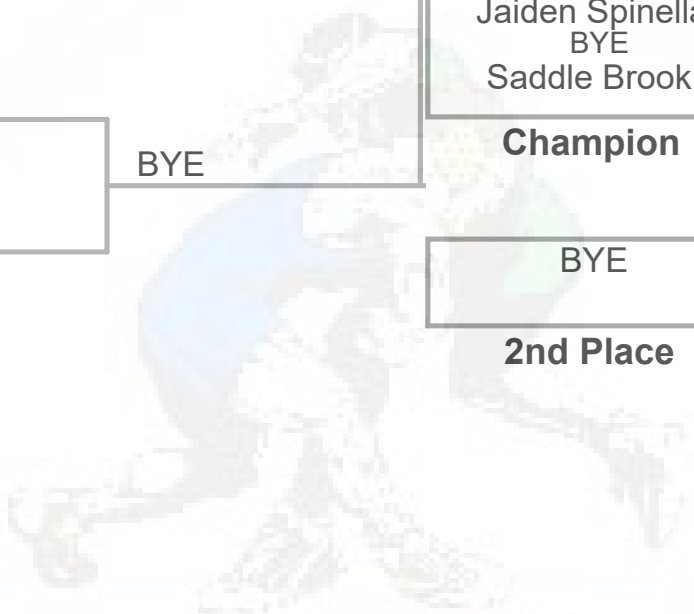 Jaiden Spinella
BYE
Saddle Brook
Champion
BYE
BYE
2nd Place